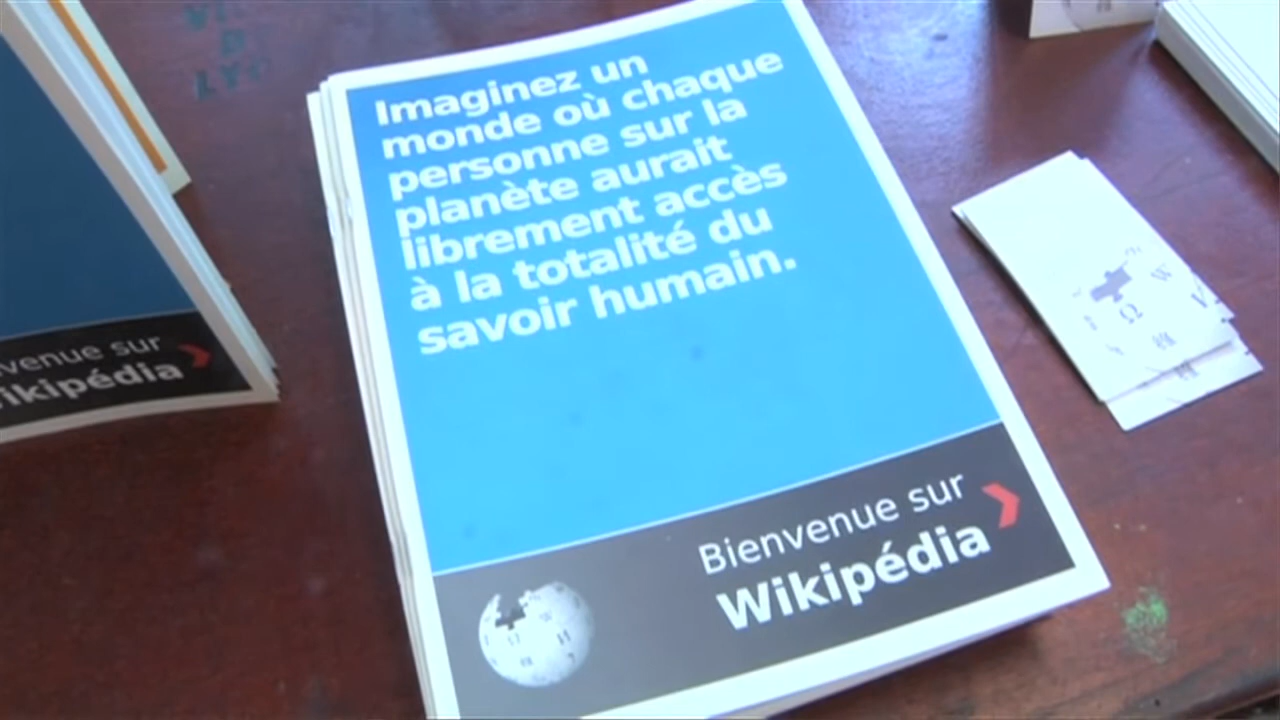 Imaginez un
monde où chaque
personne sur la
planète aurait
librement accès
à la totalité du
savoir humain.
Bienvenue sur
Wikipédia
venue sur
ikipédia
Ω
W